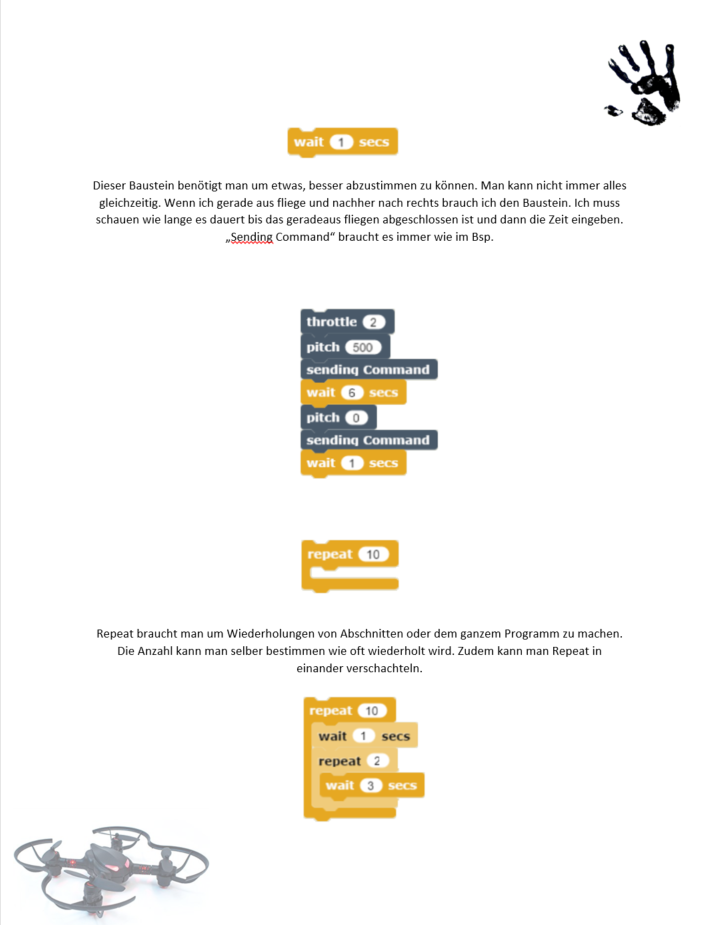 wait 1 secs
Dieser Baustein benötigt man um etwas, besser abzustimmen zu können. Man kann nicht immer alles
gleichzeitig. Wenn ich gerade aus fliege und nachher nach rechts brauch ich den Baustein. Ich muss
schauen wie lange es dauert bis das geradeaus fliegen abgeschlossen ist und dann die Zeit eingeben.
„Sending Command“ braucht es immer wie im Bsp.
throttle 2
pitch 500
sending Command
wait 6 secs
pitch 0
sending Command
wait 1 secs
repeat 10
Repeat braucht man um Wiederholungen von Abschnitten oder dem ganzem Programm zu machen.
Die Anzahl kann man selber bestimmen wie oft wiederholt wird. Zudem kann man Repeat in
einander verschachteln.
repeat 10
wait 1 secs
repeat 2
wait 3 secs